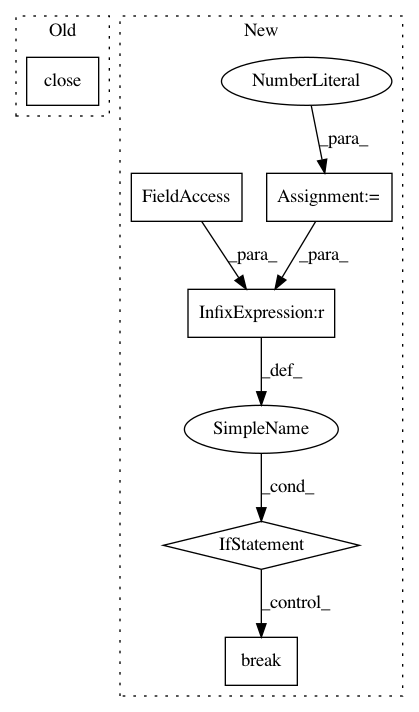 Old
New
close
NumberLiteral
_para_
FieldAccess
Assignment:=
_para_
_para_
InfixExpression:r
_def_
SimpleName
_cond_
IfStatement
_control_
break